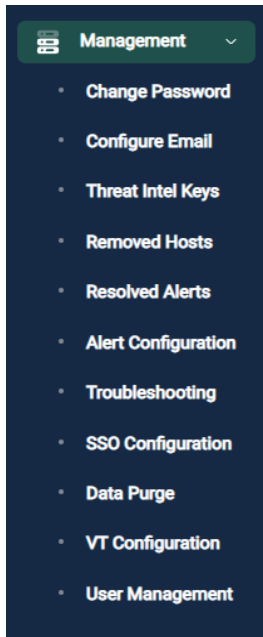 Management
Change Password
Configure Email
Threat Intel Keys
Removed Hosts
Resolved Alerts
Alert Configuration
Troubleshooting
SSO Configuration
Data Purge
VT Configuration
User Management